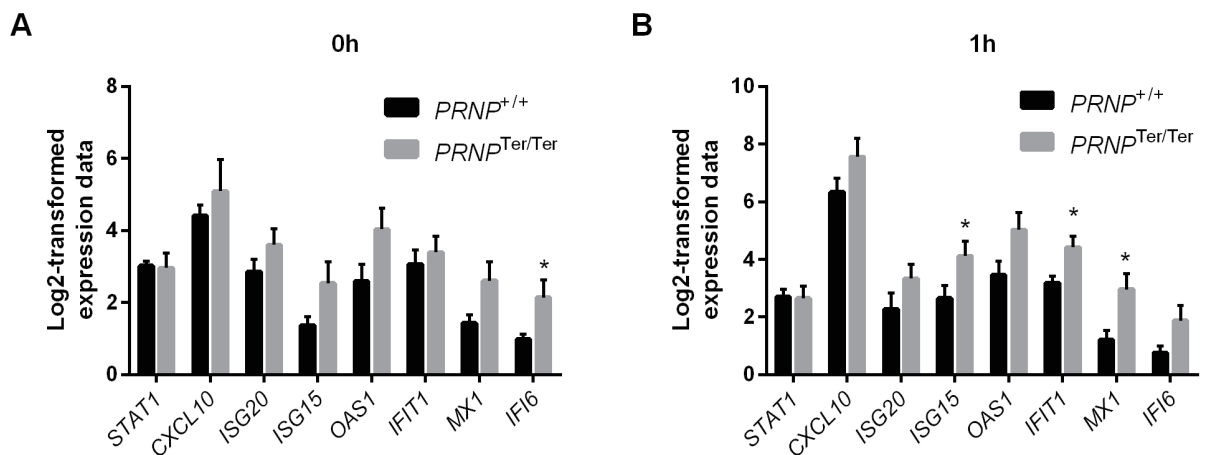 A
0h
Log2-transformed
expression data
8
6
4
2
0
PRNP+/+
PRNPTer/Ter
*
STAT1
CXCL10
ISG20
ISG15
OAS1
IFIT1
MX1
IFI6
B
1h
Log2-transformed
expression data
10
8
6
4
2
0
PRNP+/+
PRNPTer/Ter
*
*
*
STAT1
CXCL10
ISG20
ISG15
OAS1
IFIT1
MX1
IFI6